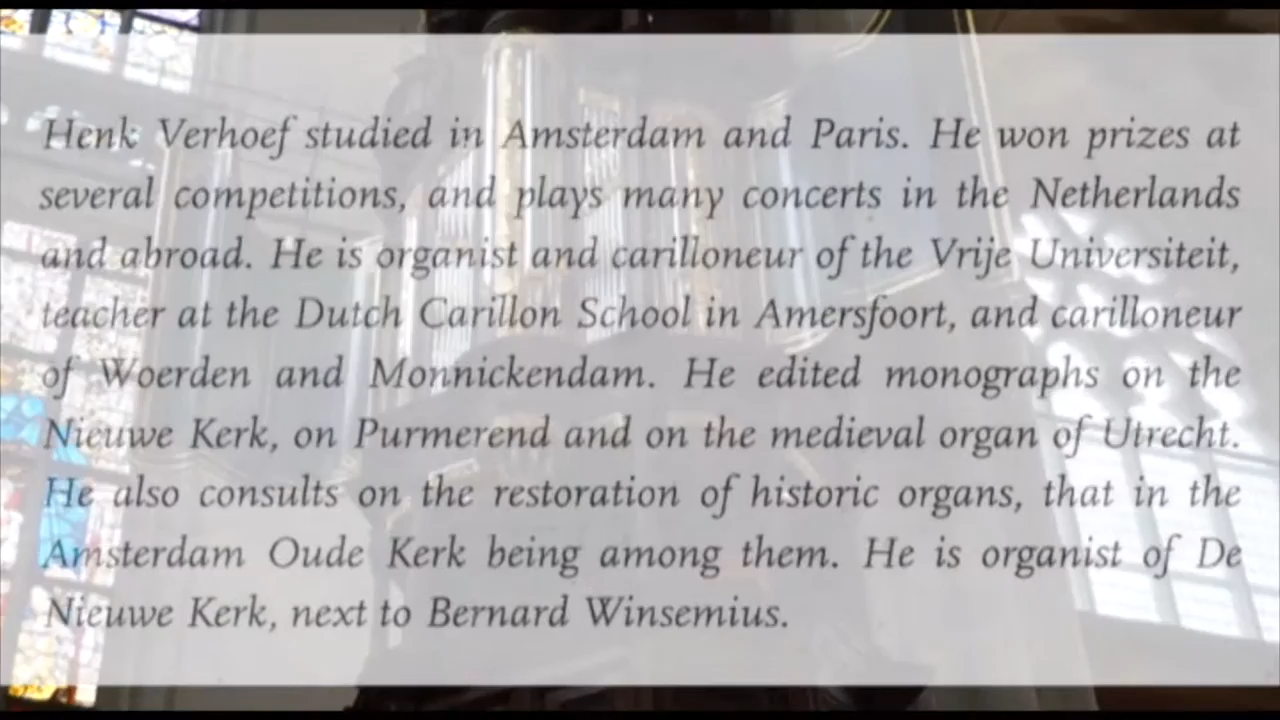 Henk Verhoef studied in Amsterdam and Paris. He won prizes at
several competitions, and plays many concerts in the Netherlands
and abroad. He is organist and carilloneur of the Vrije Universiteit,
teacher at the Dutch Carillon School in Amersfoort, and carilloneur
of Woerden and Monnickendam. He edited monographs on the
Nieuwe Kerk, on Purmerend and on the medieval organ of Utrecht.
He also consults on the restoration of historic organs, that in the
Amsterdam Oude Kerk being among them. He is organist of De
Nieuwe Kerk, next to Bernard Winsemius.